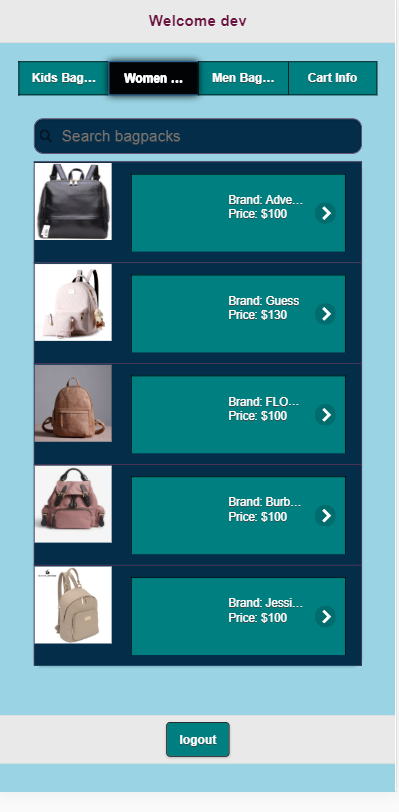 Welcome dev
Kids Bag... Women ... Men Bag... Cart Info
Search bagpacks
Brand: Adve...
Price: $100
Brand: Guess
Price: $130
Brand: FLO...
Price: $100
Brand: Burb...
Price: $100
Brand: Jessi...
Price: $100
logout